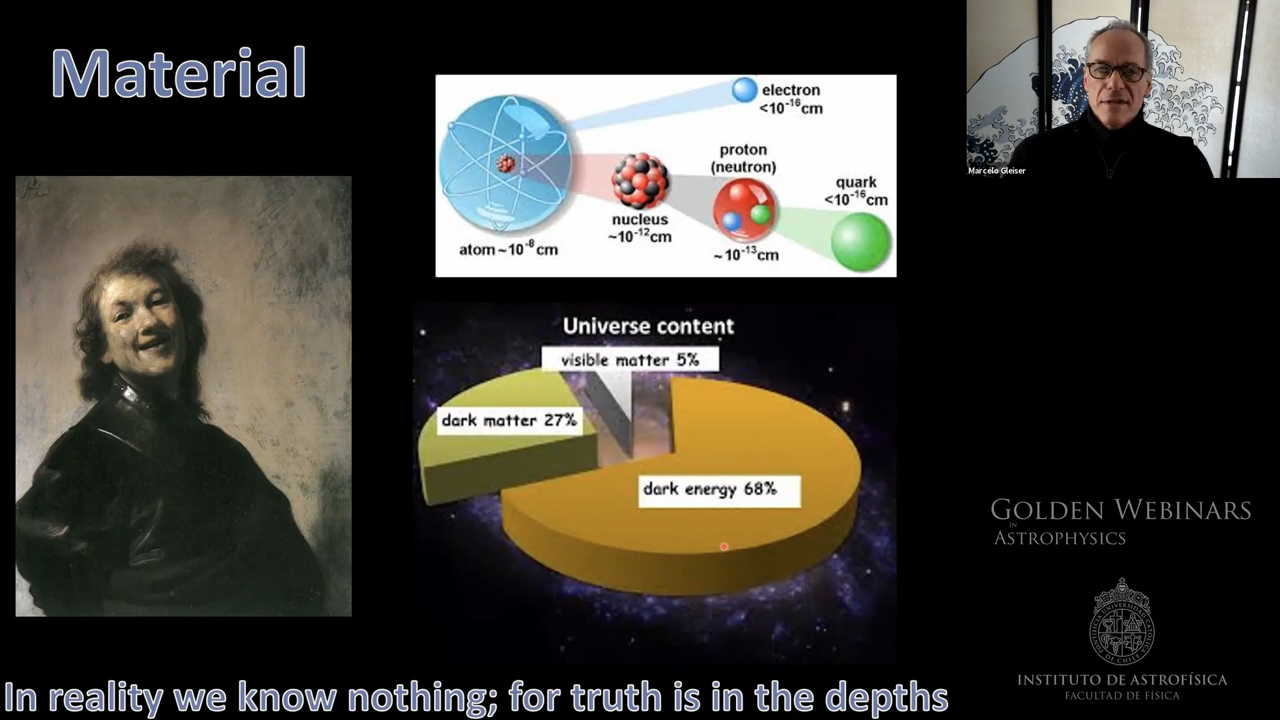 Material
electron
<10⁻¹⁶cm
proton
(neutron)
quark
<10⁻¹⁶cm
nucleus
~10⁻¹²cm
atom ~10⁻⁸ cm
~10⁻¹³cm
Marcelo Gleiser
Universe content
visible matter 5%
dark matter 27%
dark energy 68%
GOLDEN WEBINARS
IN
ASTROPHYSICS
INSTITUTO DE ASTROFÍSICA
FACULTAD DE FÍSICA
In reality we know nothing; for truth is in the depths